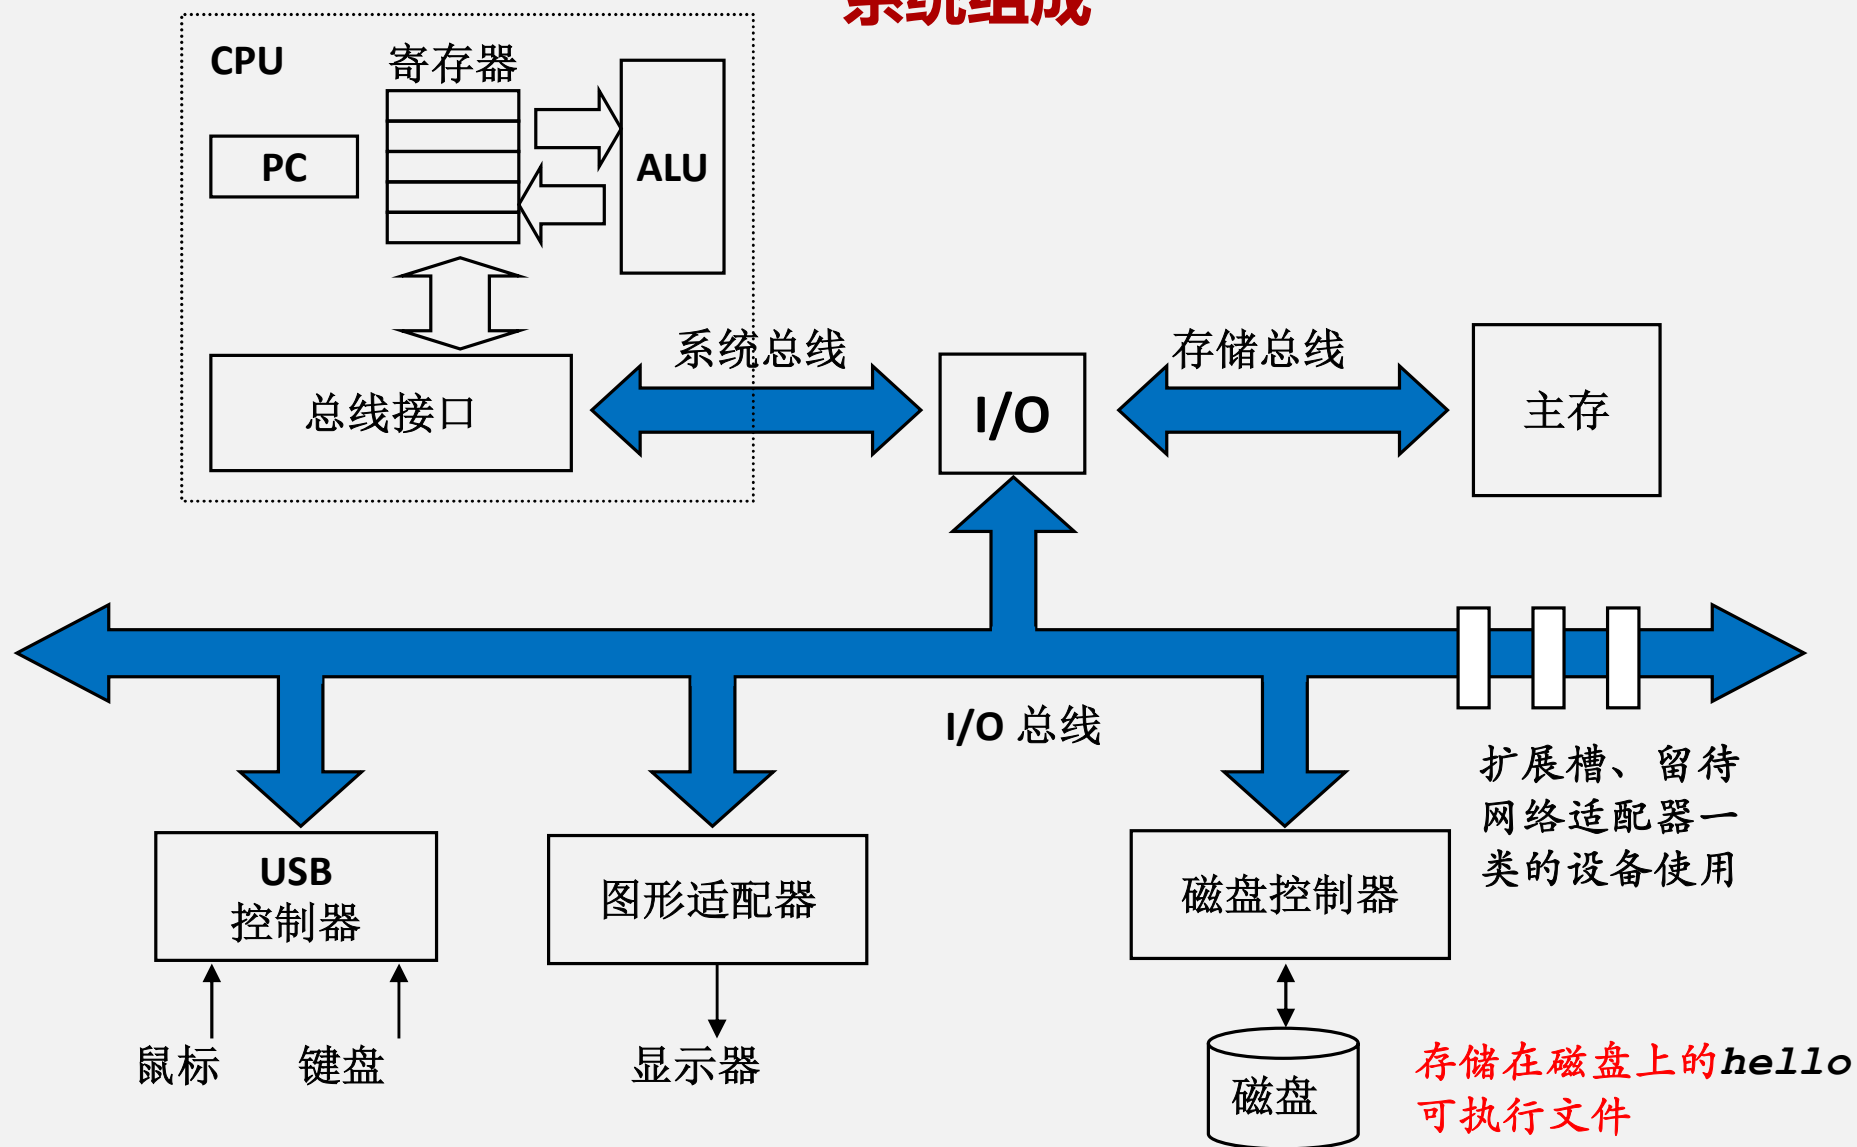 系统组成
CPU
寄存器
PC
ALU
系统总线
存储总线
总线接口
I/O
主存
I/O 总线
扩展槽、留待
网络适配器一
类的设备使用
USB
控制器
图形适配器
磁盘控制器
鼠标
键盘
显示器
磁盘
存储在磁盘上的hello
可执行文件